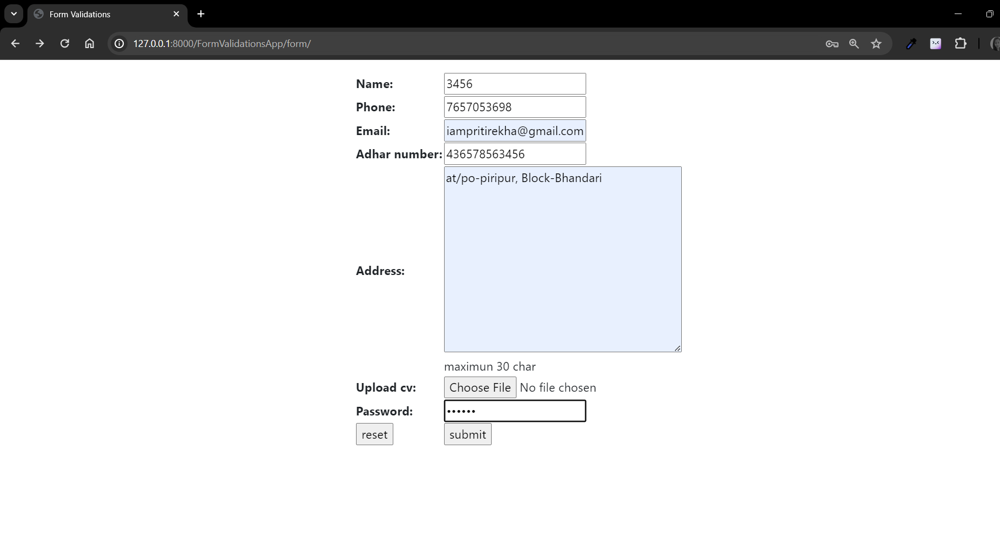 Form Validations
127.0.0.1:8000/FormValidationsApp/form/
Name: 3456
Phone: 7657053698
Email: iampritirekha@gmail.com
Adhar number: 436578563456
at/po-piripur, Block-Bhandari
Address:
maximun 30 char
Upload cv: Choose File No file chosen
Password: ••••••
reset submit